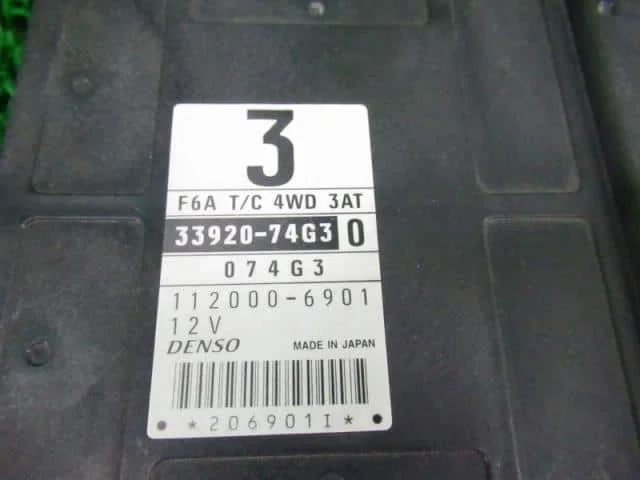 3
F6A T/C 4WD 3AT
33920-74G3 0
074G3
112000-6901
12V
DENSO MADE IN JAPAN
*206901I*